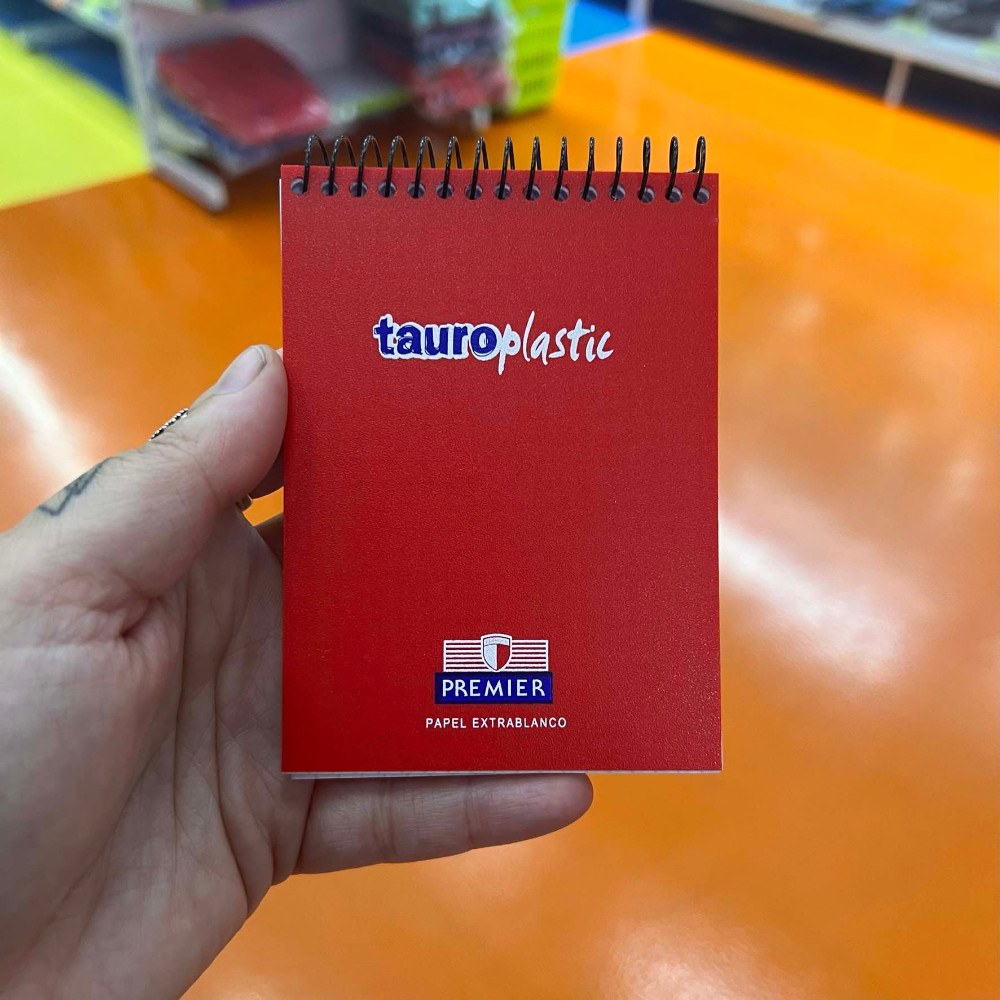 tauroplastic
PREMIER
PAPEL EXTRABLANCO